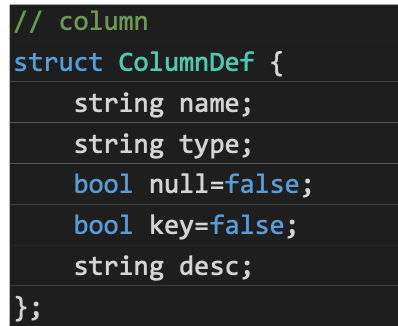 // column
struct ColumnDef {
    string name;
    string type;
    bool null=false;
    bool key=false;
    string desc;
};